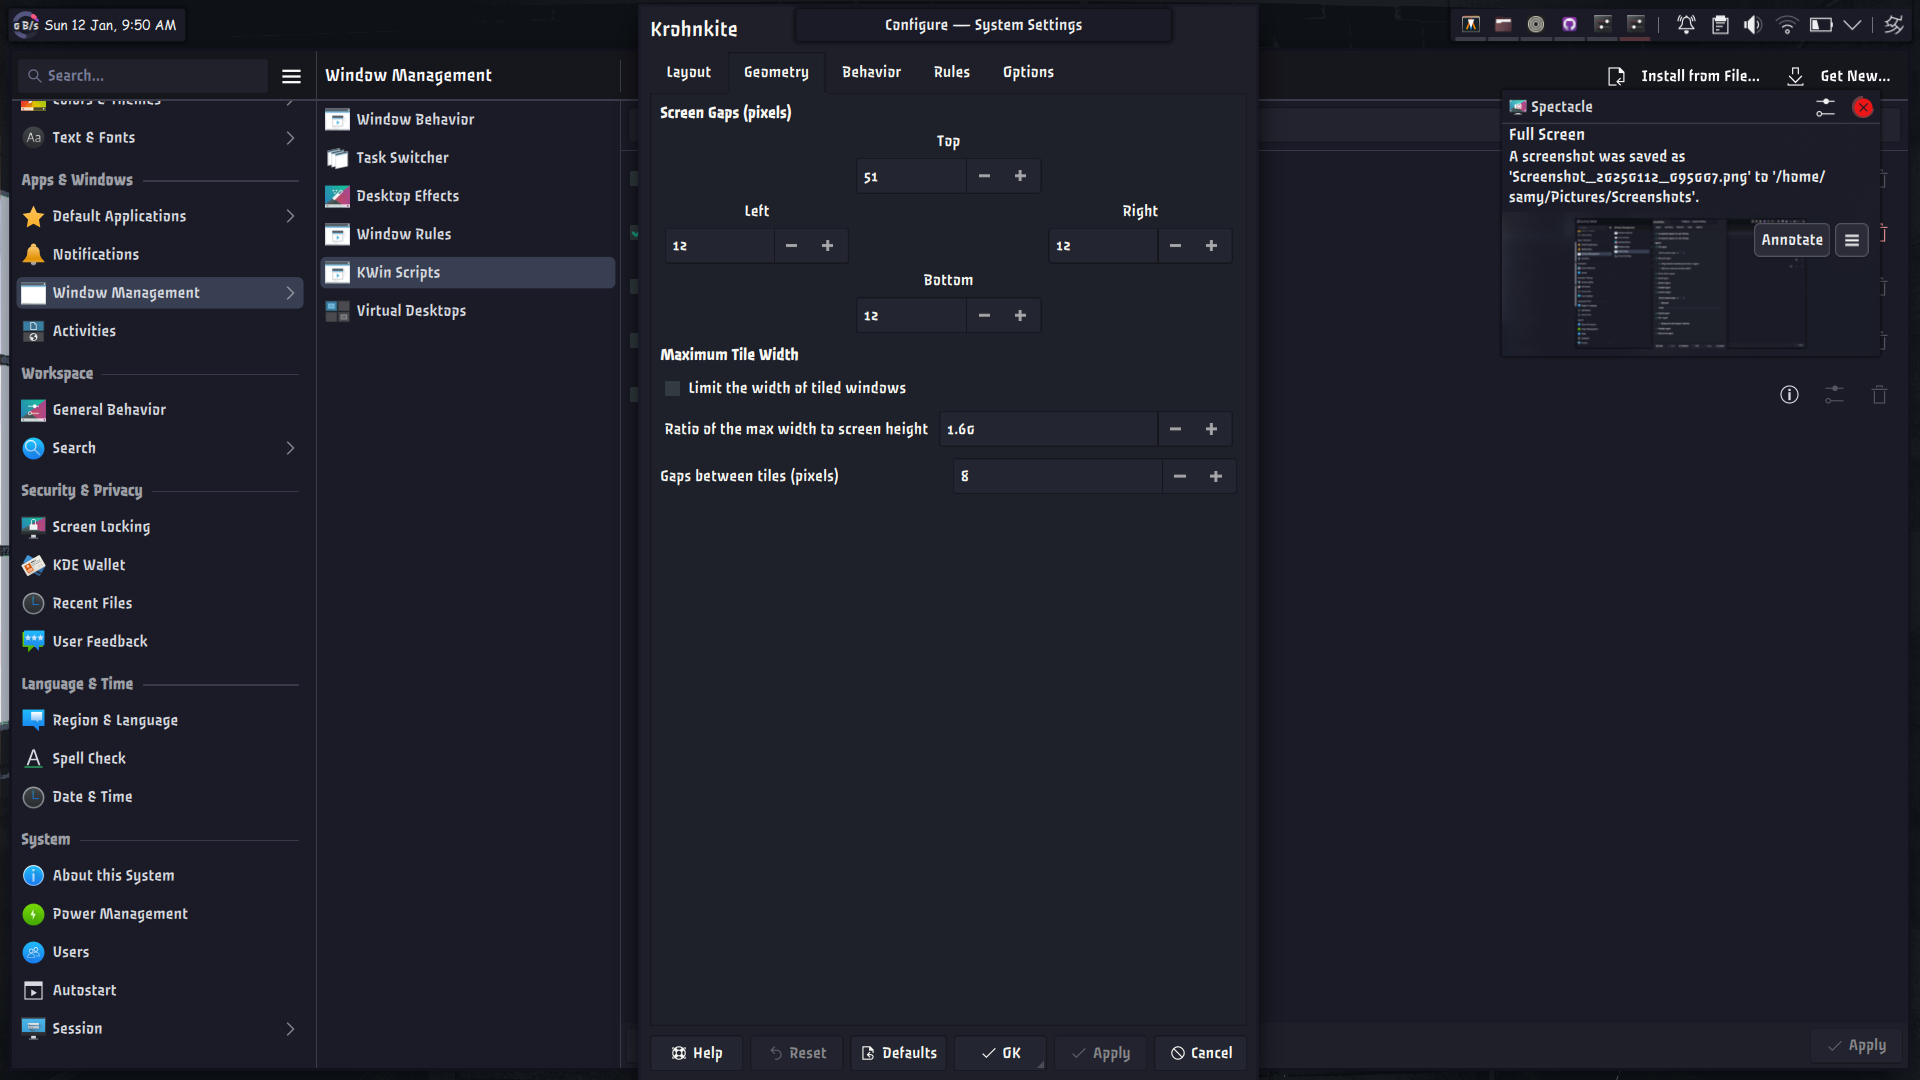 0 B/s Sun 12 Jan, 9:50 AM
Krohnkite
Configure — System Settings
Search...
Window Management
Layout
Geometry
Behavior
Rules
Options
Install from File...
Get New...
Colors & Themes
Text & Fonts
Apps & Windows
Default Applications
Notifications
Window Management
Activities
Workspace
General Behavior
Search
Security & Privacy
Screen Locking
KDE Wallet
Recent Files
User Feedback
Language & Time
Region & Language
Spell Check
Date & Time
System
About this System
Power Management
Users
Autostart
Session
Window Behavior
Task Switcher
Desktop Effects
Window Rules
KWin Scripts
Virtual Desktops
Screen Gaps (pixels)
Top
51
Left
Right
12
12
Bottom
12
Maximum Tile Width
Limit the width of tiled windows
Ratio of the max width to screen height 1.60
Gaps between tiles (pixels) 8
Help
Reset
Defaults
OK
Apply
Cancel
Spectacle
Full Screen
A screenshot was saved as
'Screenshot_20250112_095007.png' to '/home/
samy/Pictures/Screenshots'.
Annotate
Apply